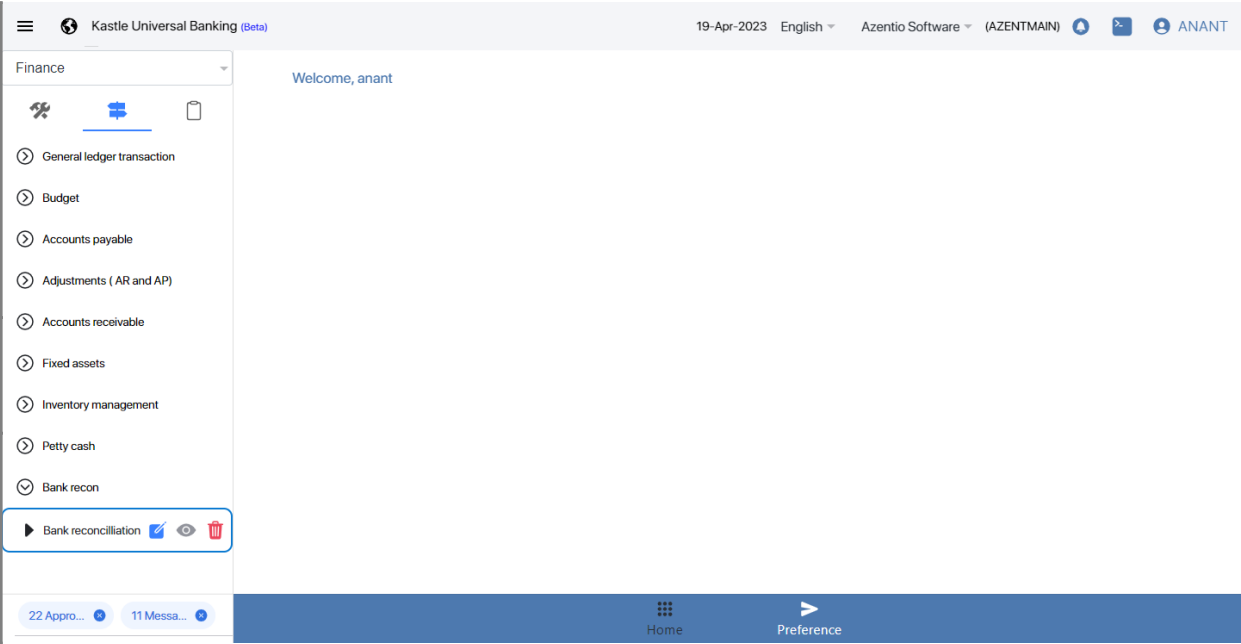 Kastle Universal Banking (Beta) 19-Apr-2023 English Azentio Software (AZENTMAIN) ANANT
Finance
Welcome, anant
General ledger transaction
Budget
Accounts payable
Adjustments ( AR and AP)
Accounts receivable
Fixed assets
Inventory management
Petty cash
Bank recon
Bank reconcilliation
22 Appro... 11 Messa...
Home Preference